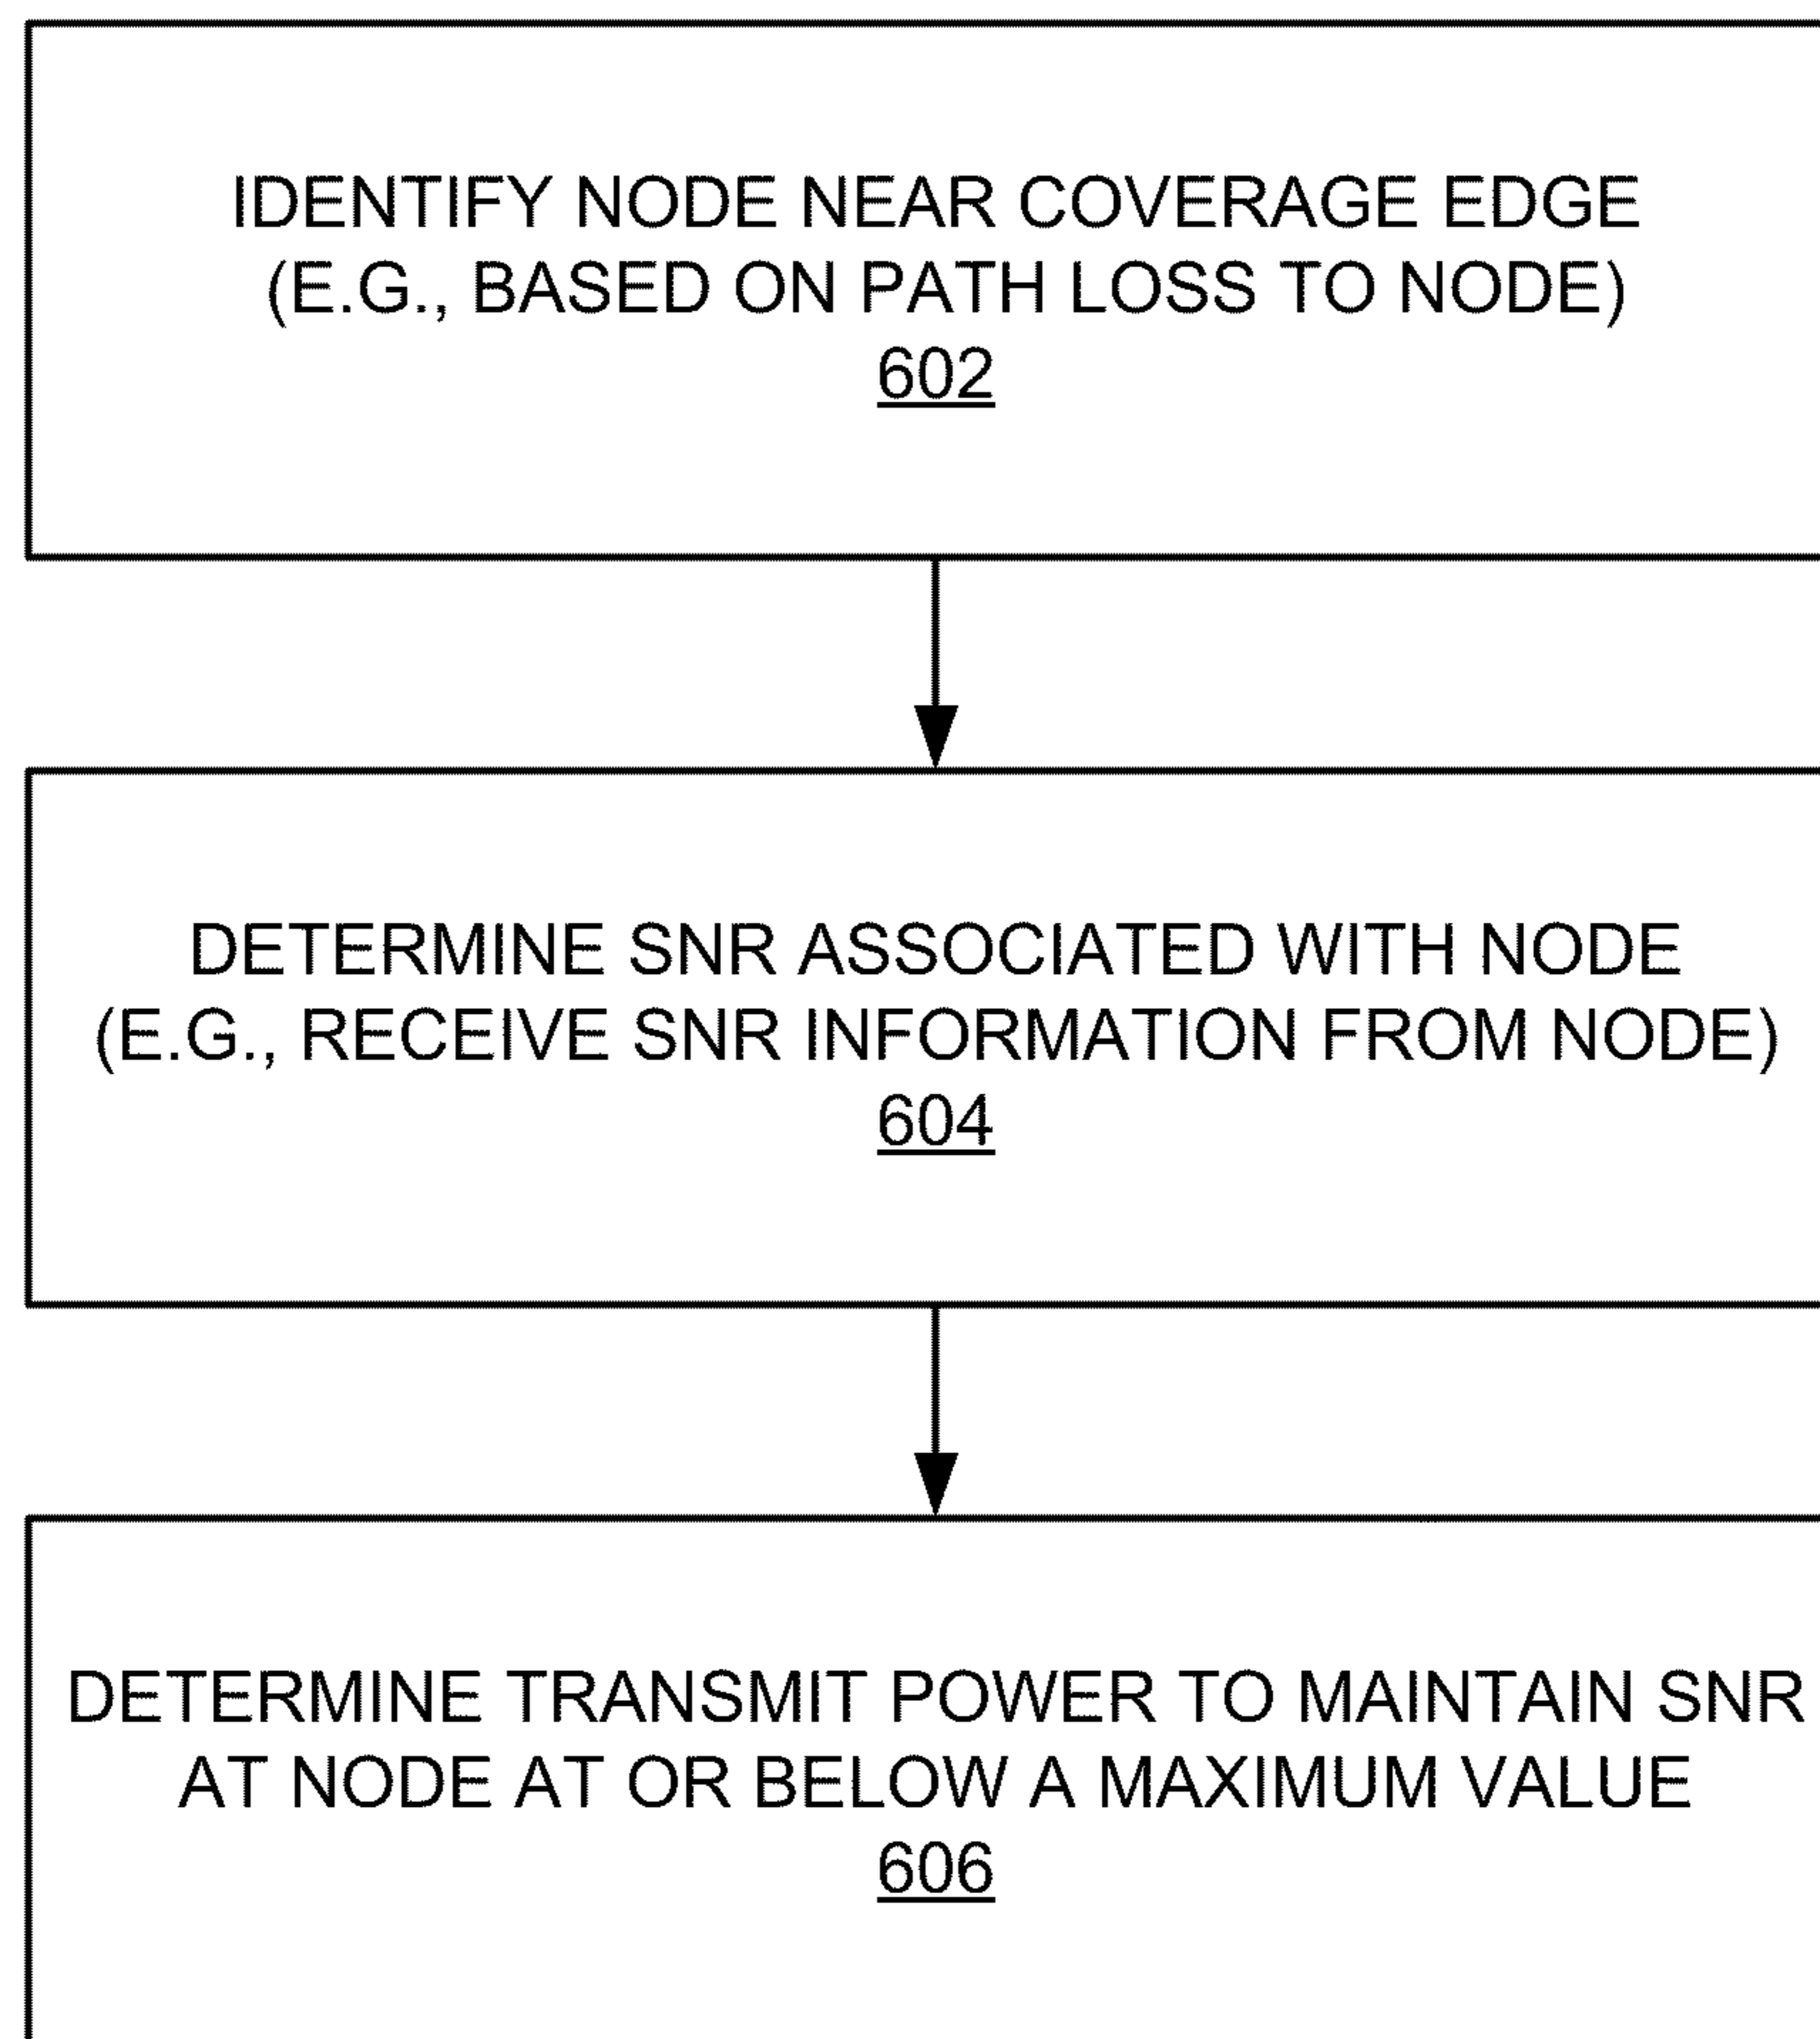 IDENTIFY NODE NEAR COVERAGE EDGE
(E.G., BASED ON PATH LOSS TO NODE)
602
DETERMINE SNR ASSOCIATED WITH NODE
(E.G., RECEIVE SNR INFORMATION FROM NODE)
604
DETERMINE TRANSMIT POWER TO MAINTAIN SNR
AT NODE AT OR BELOW A MAXIMUM VALUE
606